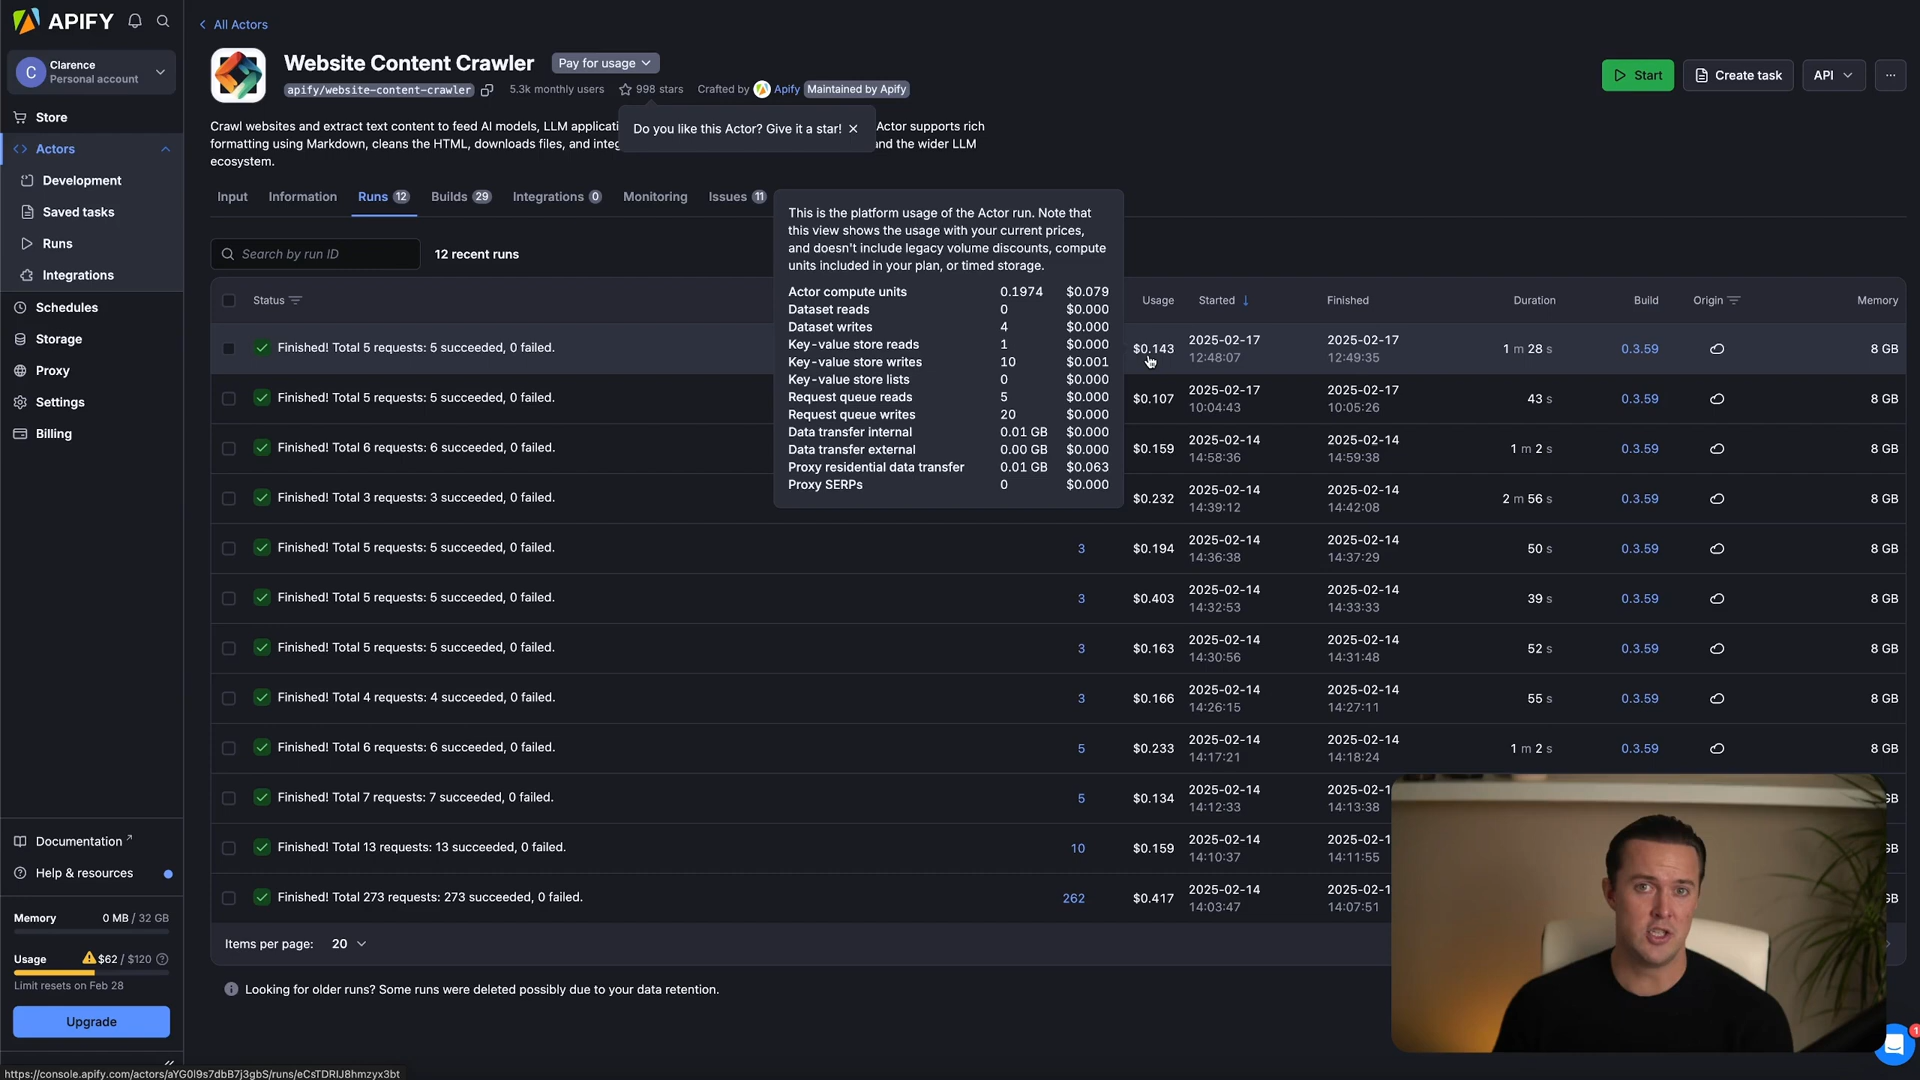 APIFY
All Actors
C
Clarence
Personal account
Store
Actors
Development
Saved tasks
Runs
Integrations
Schedules
Storage
Proxy
Settings
Billing
Documentation
Help & resources
Memory 0 MB / 32 GB
Usage $62 / $120
Limit resets on Feb 28
Upgrade
Website Content Crawler Pay for usage
apify/website-content-crawler 5.3k monthly users 998 stars Crafted by Apify Maintained by Apify
Start Create task API ...
Do you like this Actor? Give it a star!
Crawl websites and extract text content to feed AI models, LLM applicati Actor supports rich
formatting using Markdown, cleans the HTML, downloads files, and integ and the wider LLM
ecosystem.
Input Information Runs 12 Builds 29 Integrations 0 Monitoring Issues 11
Search by run ID 12 recent runs
This is the platform usage of the Actor run. Note that
this view shows the usage with your current prices,
and doesn't include legacy volume discounts, compute
units included in your plan, or timed storage.
Actor compute units 0.1974 $0.079
Dataset reads 0 $0.000
Dataset writes 4 $0.000
Key-value store reads 1 $0.000
Key-value store writes 10 $0.001
Key-value store lists 0 $0.000
Request queue reads 5 $0.000
Request queue writes 20 $0.000
Data transfer internal 0.01 GB $0.000
Data transfer external 0.00 GB $0.000
Proxy residential data transfer 0.01 GB $0.063
Proxy SERPs 0 $0.000
Status Usage Started Finished Duration Build Origin Memory
Finished! Total 5 requests: 5 succeeded, 0 failed. $0.143 2025-02-17 2025-02-17 1 m 28 s 0.3.59 8 GB
12:48:07 12:49:35
Finished! Total 5 requests: 5 succeeded, 0 failed. $0.107 2025-02-17 2025-02-17 43 s 0.3.59 8 GB
10:04:43 10:05:26
Finished! Total 6 requests: 6 succeeded, 0 failed. $0.159 2025-02-14 2025-02-14 1 m 2 s 0.3.59 8 GB
14:58:36 14:59:38
Finished! Total 3 requests: 3 succeeded, 0 failed. $0.232 2025-02-14 2025-02-14 2 m 56 s 0.3.59 8 GB
14:39:12 14:42:08
Finished! Total 5 requests: 5 succeeded, 0 failed. 3 $0.194 2025-02-14 2025-02-14 50 s 0.3.59 8 GB
14:36:38 14:37:29
Finished! Total 5 requests: 5 succeeded, 0 failed. 3 $0.403 2025-02-14 2025-02-14 39 s 0.3.59 8 GB
14:32:53 14:33:33
Finished! Total 5 requests: 5 succeeded, 0 failed. 3 $0.163 2025-02-14 2025-02-14 52 s 0.3.59 8 GB
14:30:56 14:31:48
Finished! Total 4 requests: 4 succeeded, 0 failed. 3 $0.166 2025-02-14 2025-02-14 55 s 0.3.59 8 GB
14:26:15 14:27:11
Finished! Total 6 requests: 6 succeeded, 0 failed. 5 $0.233 2025-02-14 2025-02-14 1 m 2 s 0.3.59 8 GB
14:17:21 14:18:24
Finished! Total 7 requests: 7 succeeded, 0 failed. 5 $0.134 2025-02-14 2025-02-1 GB
14:12:33 14:13:38
Finished! Total 13 requests: 13 succeeded, 0 failed. 10 $0.159 2025-02-14 2025-02-1 GB
14:10:37 14:11:55
Finished! Total 273 requests: 273 succeeded, 0 failed. 262 $0.417 2025-02-14 2025-02-1 GB
14:03:47 14:07:51
Items per page: 20
Looking for older runs? Some runs were deleted possibly due to your data retention.
1
https://console.apify.com/actors/aYG0l9s7dbB7j3gbS/runs/eCsTDRIJ8hmzyx3bt